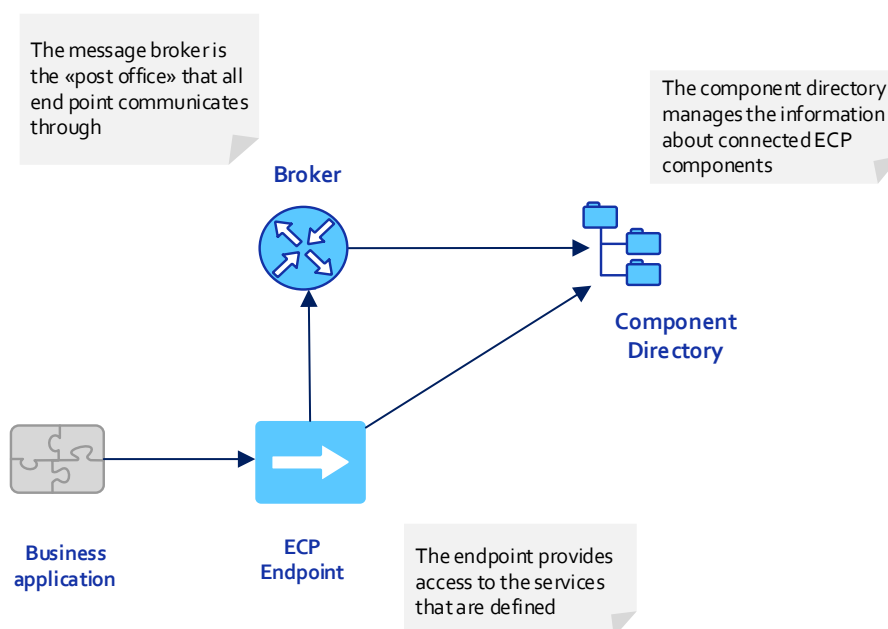 The message broker is
the «post office» that all
end point communicates
through
The component directory
manages the information
about connected ECP
components
Broker
Component
Directory
Business
application
ECP
Endpoint
The endpoint provides
access to the services
that are defined